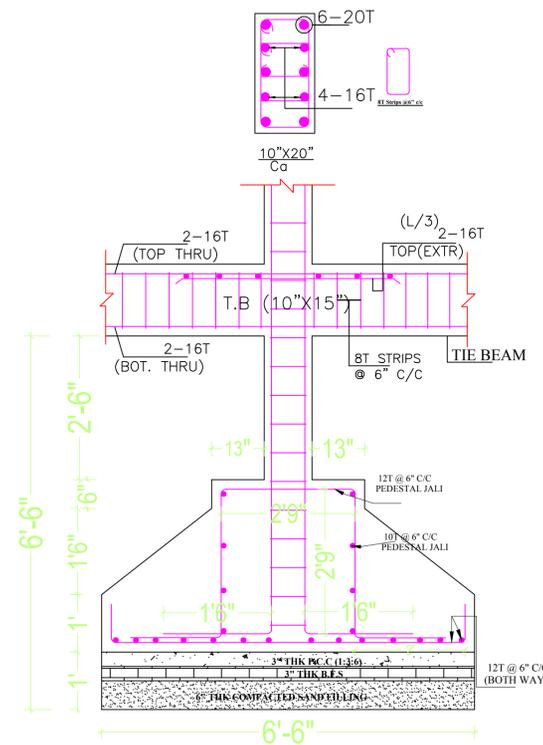 6-20T
4-16T
8T Strips @6" c/c
10"X20"
Ca
(L/3)
2-16T
TOP(EXTR)
2-16T
(TOP THRU)
T.B (10"X15")
2-16T
(BOT. THRU)
8T STRIPS
@ 6" C/C
TIE BEAM
2'-6"
13"
13"
12T @ 6" C/C
PEDESTAL JALI
6"
2'9"
6'-6"
10T @ 6" C/C
PEDESTAL JALI
1'6"
2'9"
1'6"
1'6"
1'
3" THK P.C.C (1:3:6)
3" THK B.F.S
12T @ 6" C/C
(BOTH WAY
1'
6" THK COMPACTED SAND FILLING
6'-6"